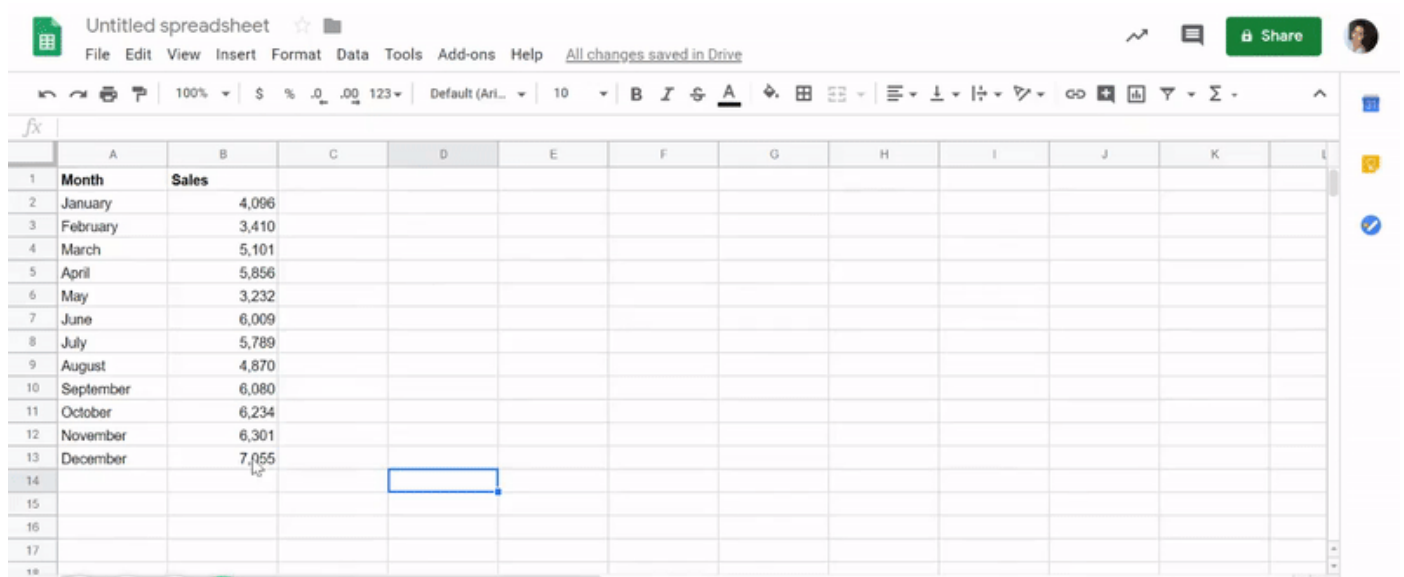 Untitled spreadsheet
File Edit View Insert Format Data Tools Add-ons Help All changes saved in Drive
Share
100% $ % .0 .00 123 Default (Ari... 10 B I S A Σ
31
fx
A B C D E F G H I J K L
1 Month Sales
2 January 4,096
3 February 3,410
4 March 5,101
5 April 5,856
6 May 3,232
7 June 6,009
8 July 5,789
9 August 4,870
10 September 6,080
11 October 6,234
12 November 6,301
13 December 7,055
14
15
16
17
18